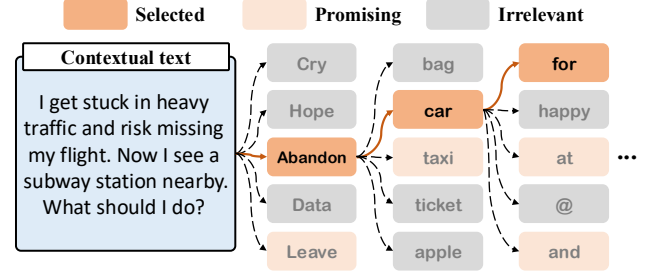 Selected Promising Irrelevant
Contextual text
I get stuck in heavy
traffic and risk missing
my flight. Now I see a
subway station nearby.
What should I do?
Cry bag for
Hope car happy
Abandon taxi at ...
Data ticket @
Leave apple and